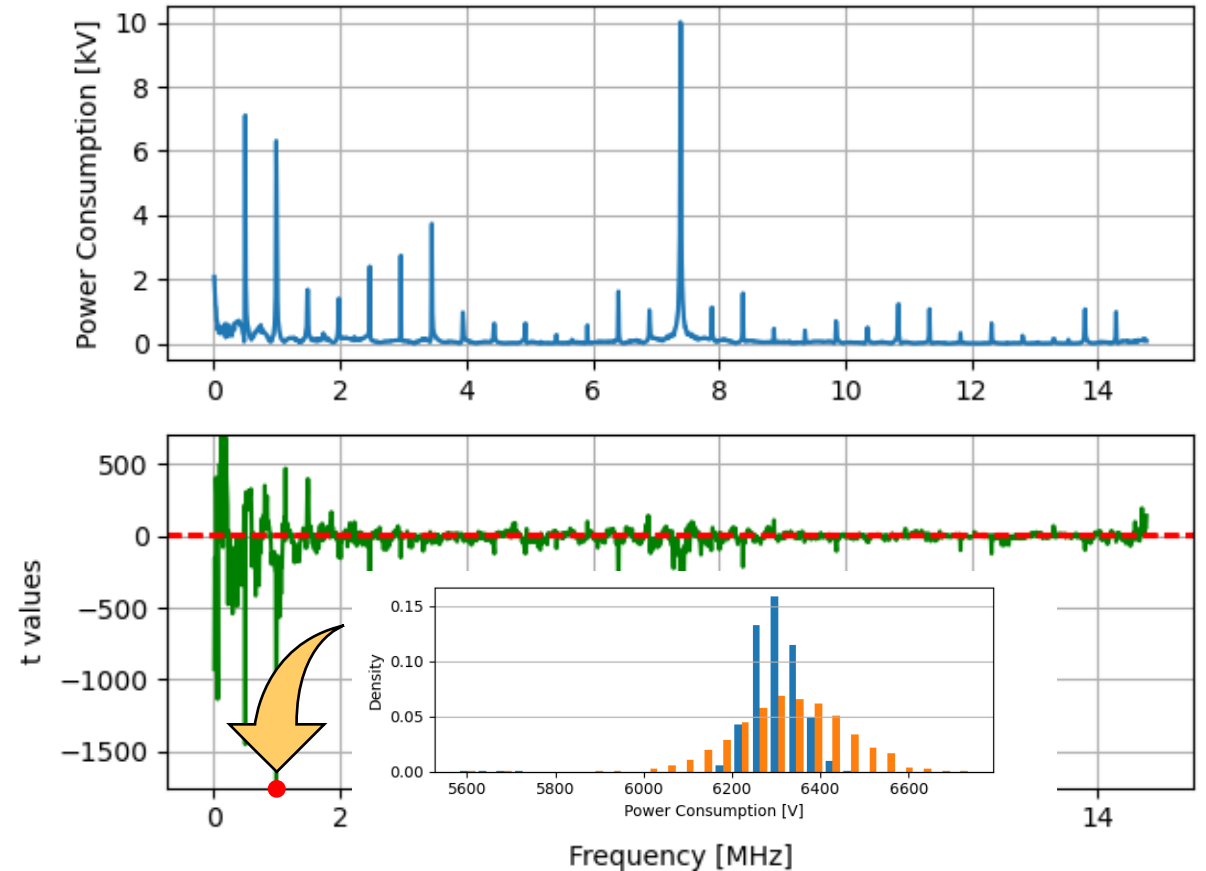 Power Consumption [kV]
10
8
6
4
2
0
0 2 4 6 8 10 12 14
t values
500
0
−500
−1000
−1500
Density
0.15
0.10
0.05
0.00
5600 5800 6000 6200 6400 6600
Power Consumption [V]
0 2 14
Frequency [MHz]